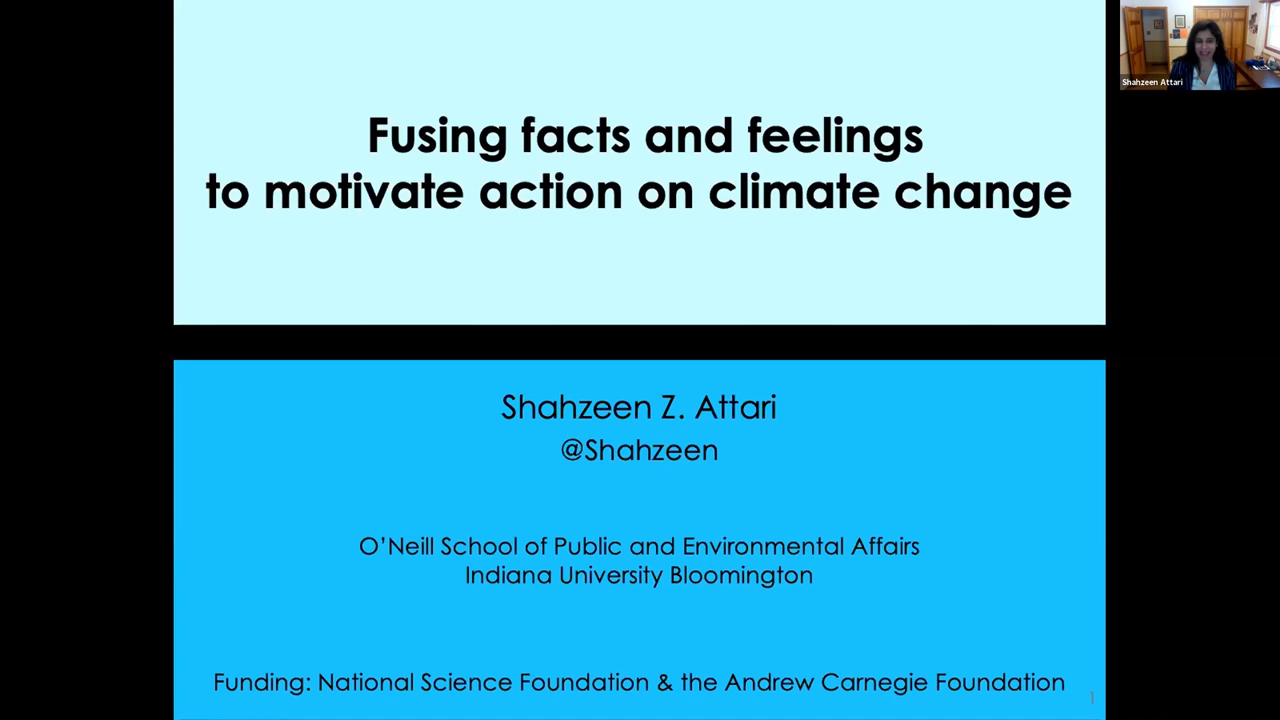 Fusing facts and feelings
to motivate action on climate change
Shahzeen Attari
Shahzeen Z. Attari
@Shahzeen
O’Neill School of Public and Environmental Affairs
Indiana University Bloomington
Funding: National Science Foundation & the Andrew Carnegie Foundation
1